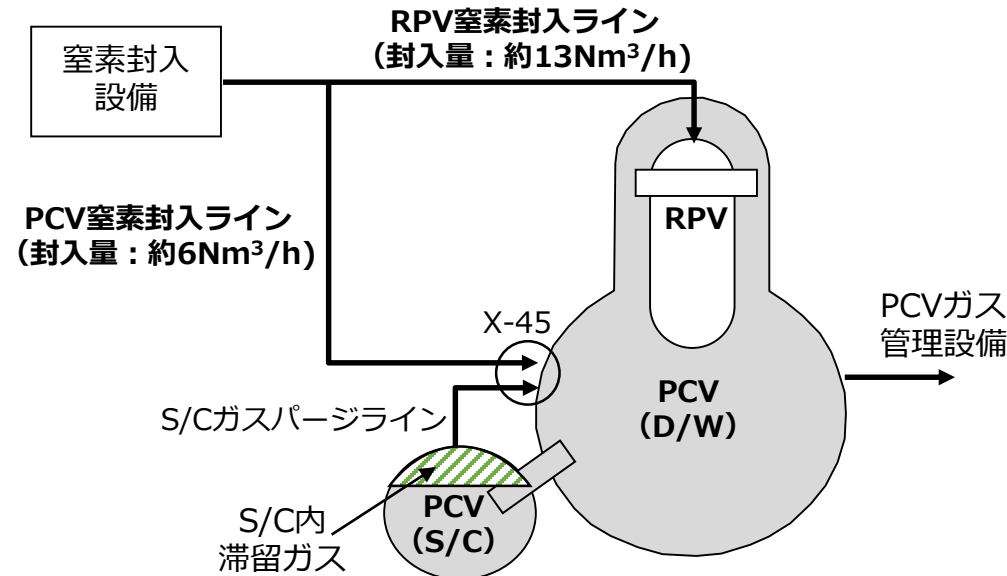 RPV窒素封入ライン
（封入量：約13Nm³/h)
窒素封入
設備
PCV窒素封入ライン
（封入量：約6Nm³/h)
RPV
X-45
PCVガス
管理設備
PCV
（D/W）
S/Cガスパージライン
PCV
（S/C）
S/C内
滞留ガス